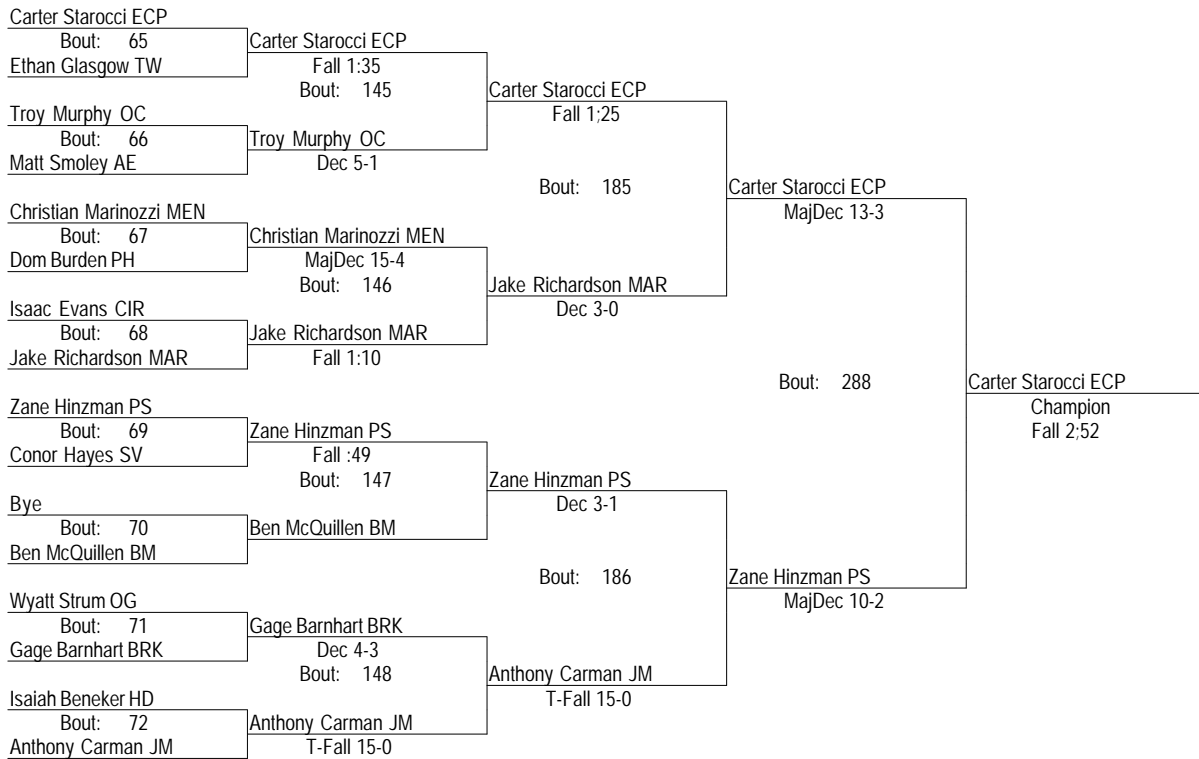 Carter Starocci ECP
Bout: 65
Ethan Glasgow TW
Troy Murphy OC
Bout: 66
Matt Smoley AE
Christian Marinozzi MEN
Bout: 67
Dom Burden PH
Isaac Evans CIR
Bout: 68
Jake Richardson MAR
Zane Hinzman PS
Bout: 69
Conor Hayes SV
Bye
Bout: 70
Ben McQuillen BM
Wyatt Strum OG
Bout: 71
Gage Barnhart BRK
Isaiah Beneker HD
Bout: 72
Anthony Carman JM
Carter Starocci ECP
Fall 1:35
Bout: 145
Troy Murphy OC
Dec 5-1
Christian Marinozzi MEN
MajDec 15-4
Bout: 146
Jake Richardson MAR
Fall 1:10
Zane Hinzman PS
Fall :49
Bout: 147
Ben McQuillen BM
Gage Barnhart BRK
Dec 4-3
Bout: 148
Anthony Carman JM
T-Fall 15-0
Carter Starocci ECP
Fall 1;25
Bout: 185
Jake Richardson MAR
Dec 3-0
Zane Hinzman PS
Dec 3-1
Bout: 186
Anthony Carman JM
T-Fall 15-0
Carter Starocci ECP
MajDec 13-3
Bout: 288
Zane Hinzman PS
MajDec 10-2
Carter Starocci ECP
Champion
Fall 2;52